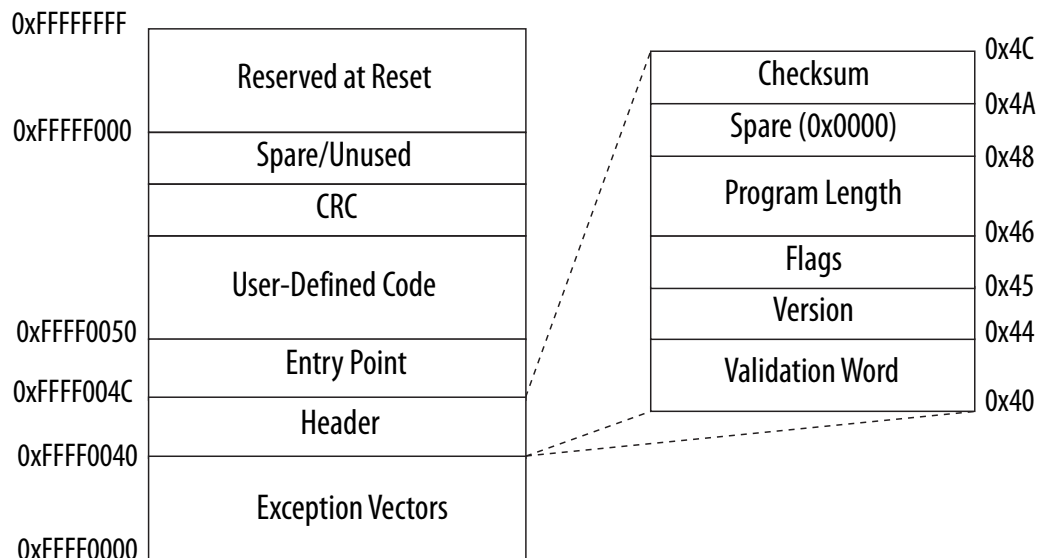 0xFFFFFFFF
Reserved at Reset
0xFFFFF000
Spare/Unused
CRC
User-Defined Code
0xFFFF0050
Entry Point
0xFFFF004C
Header
0xFFFF0040
Exception Vectors
0xFFFF0000
0x4C
Checksum
0x4A
Spare (0x0000)
0x48
Program Length
0x46
Flags
0x45
Version
0x44
Validation Word
0x40